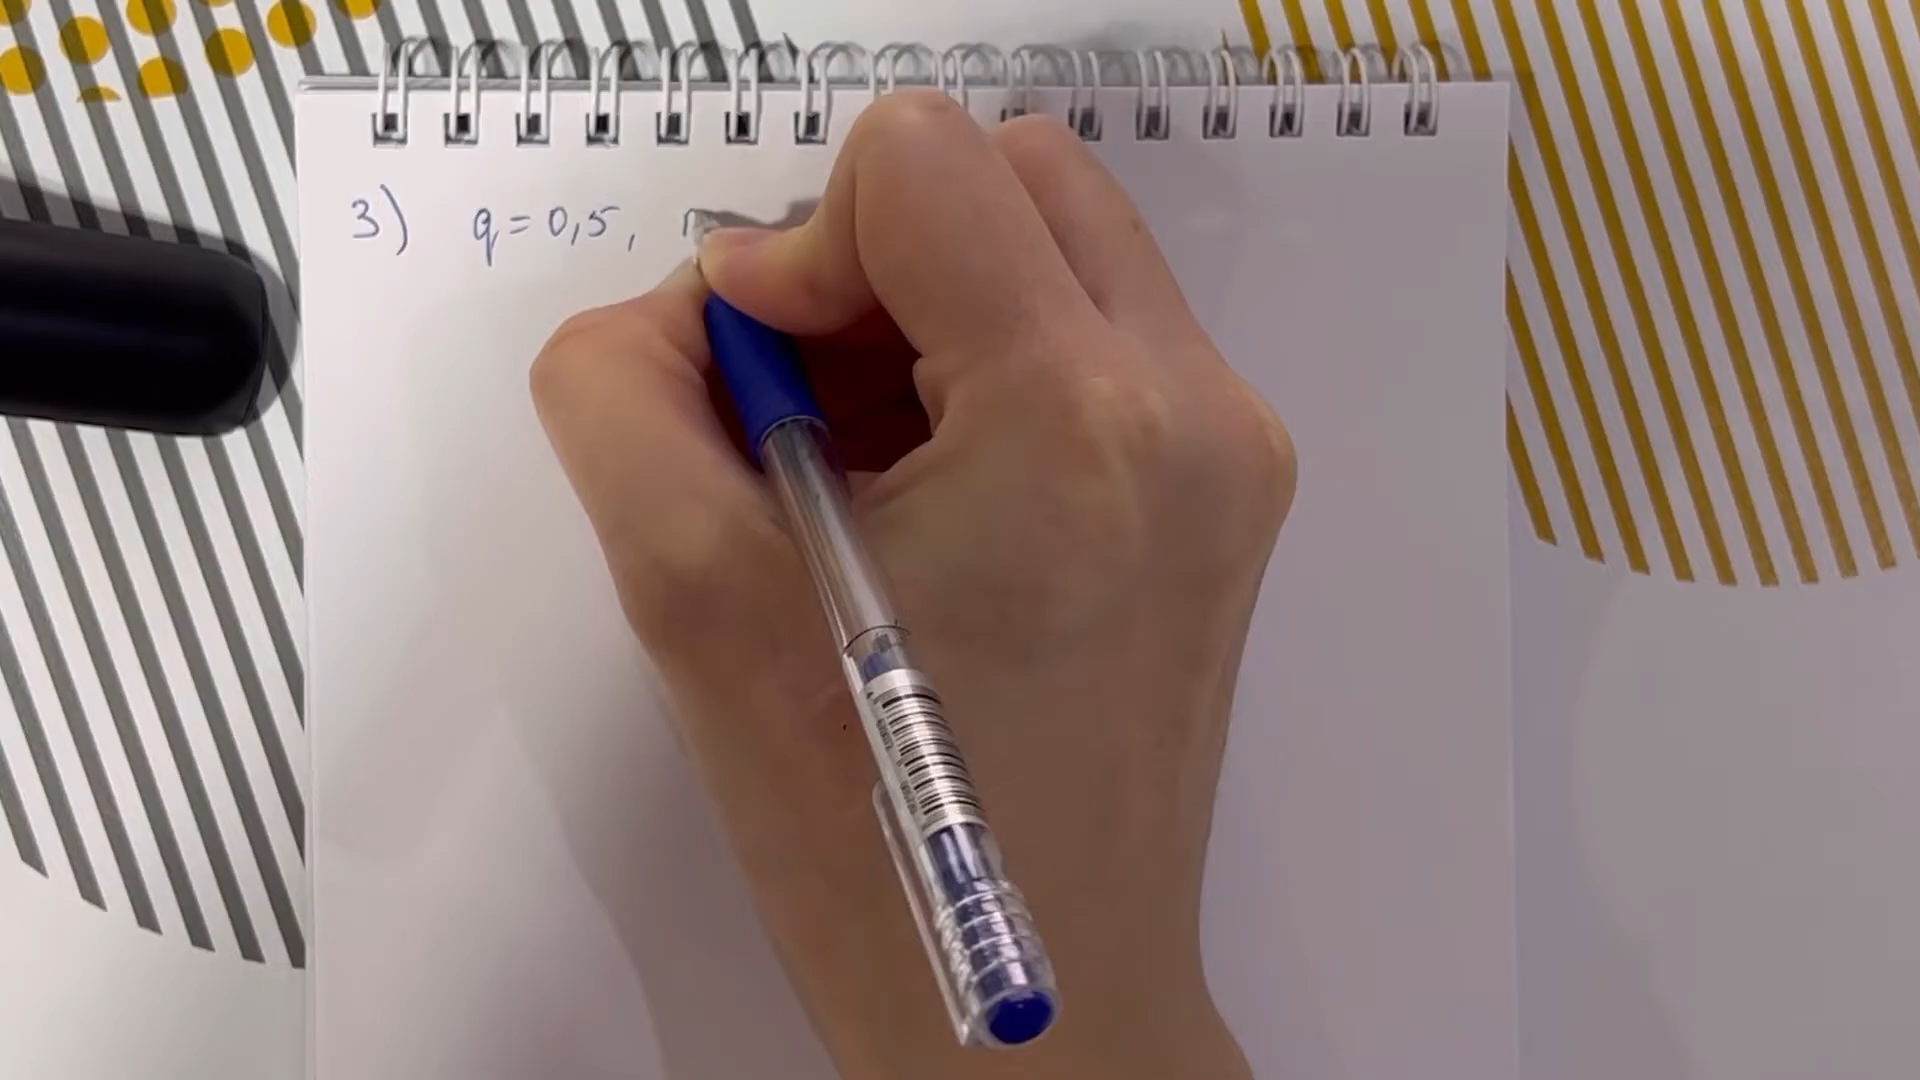 3) q = 0,5, n